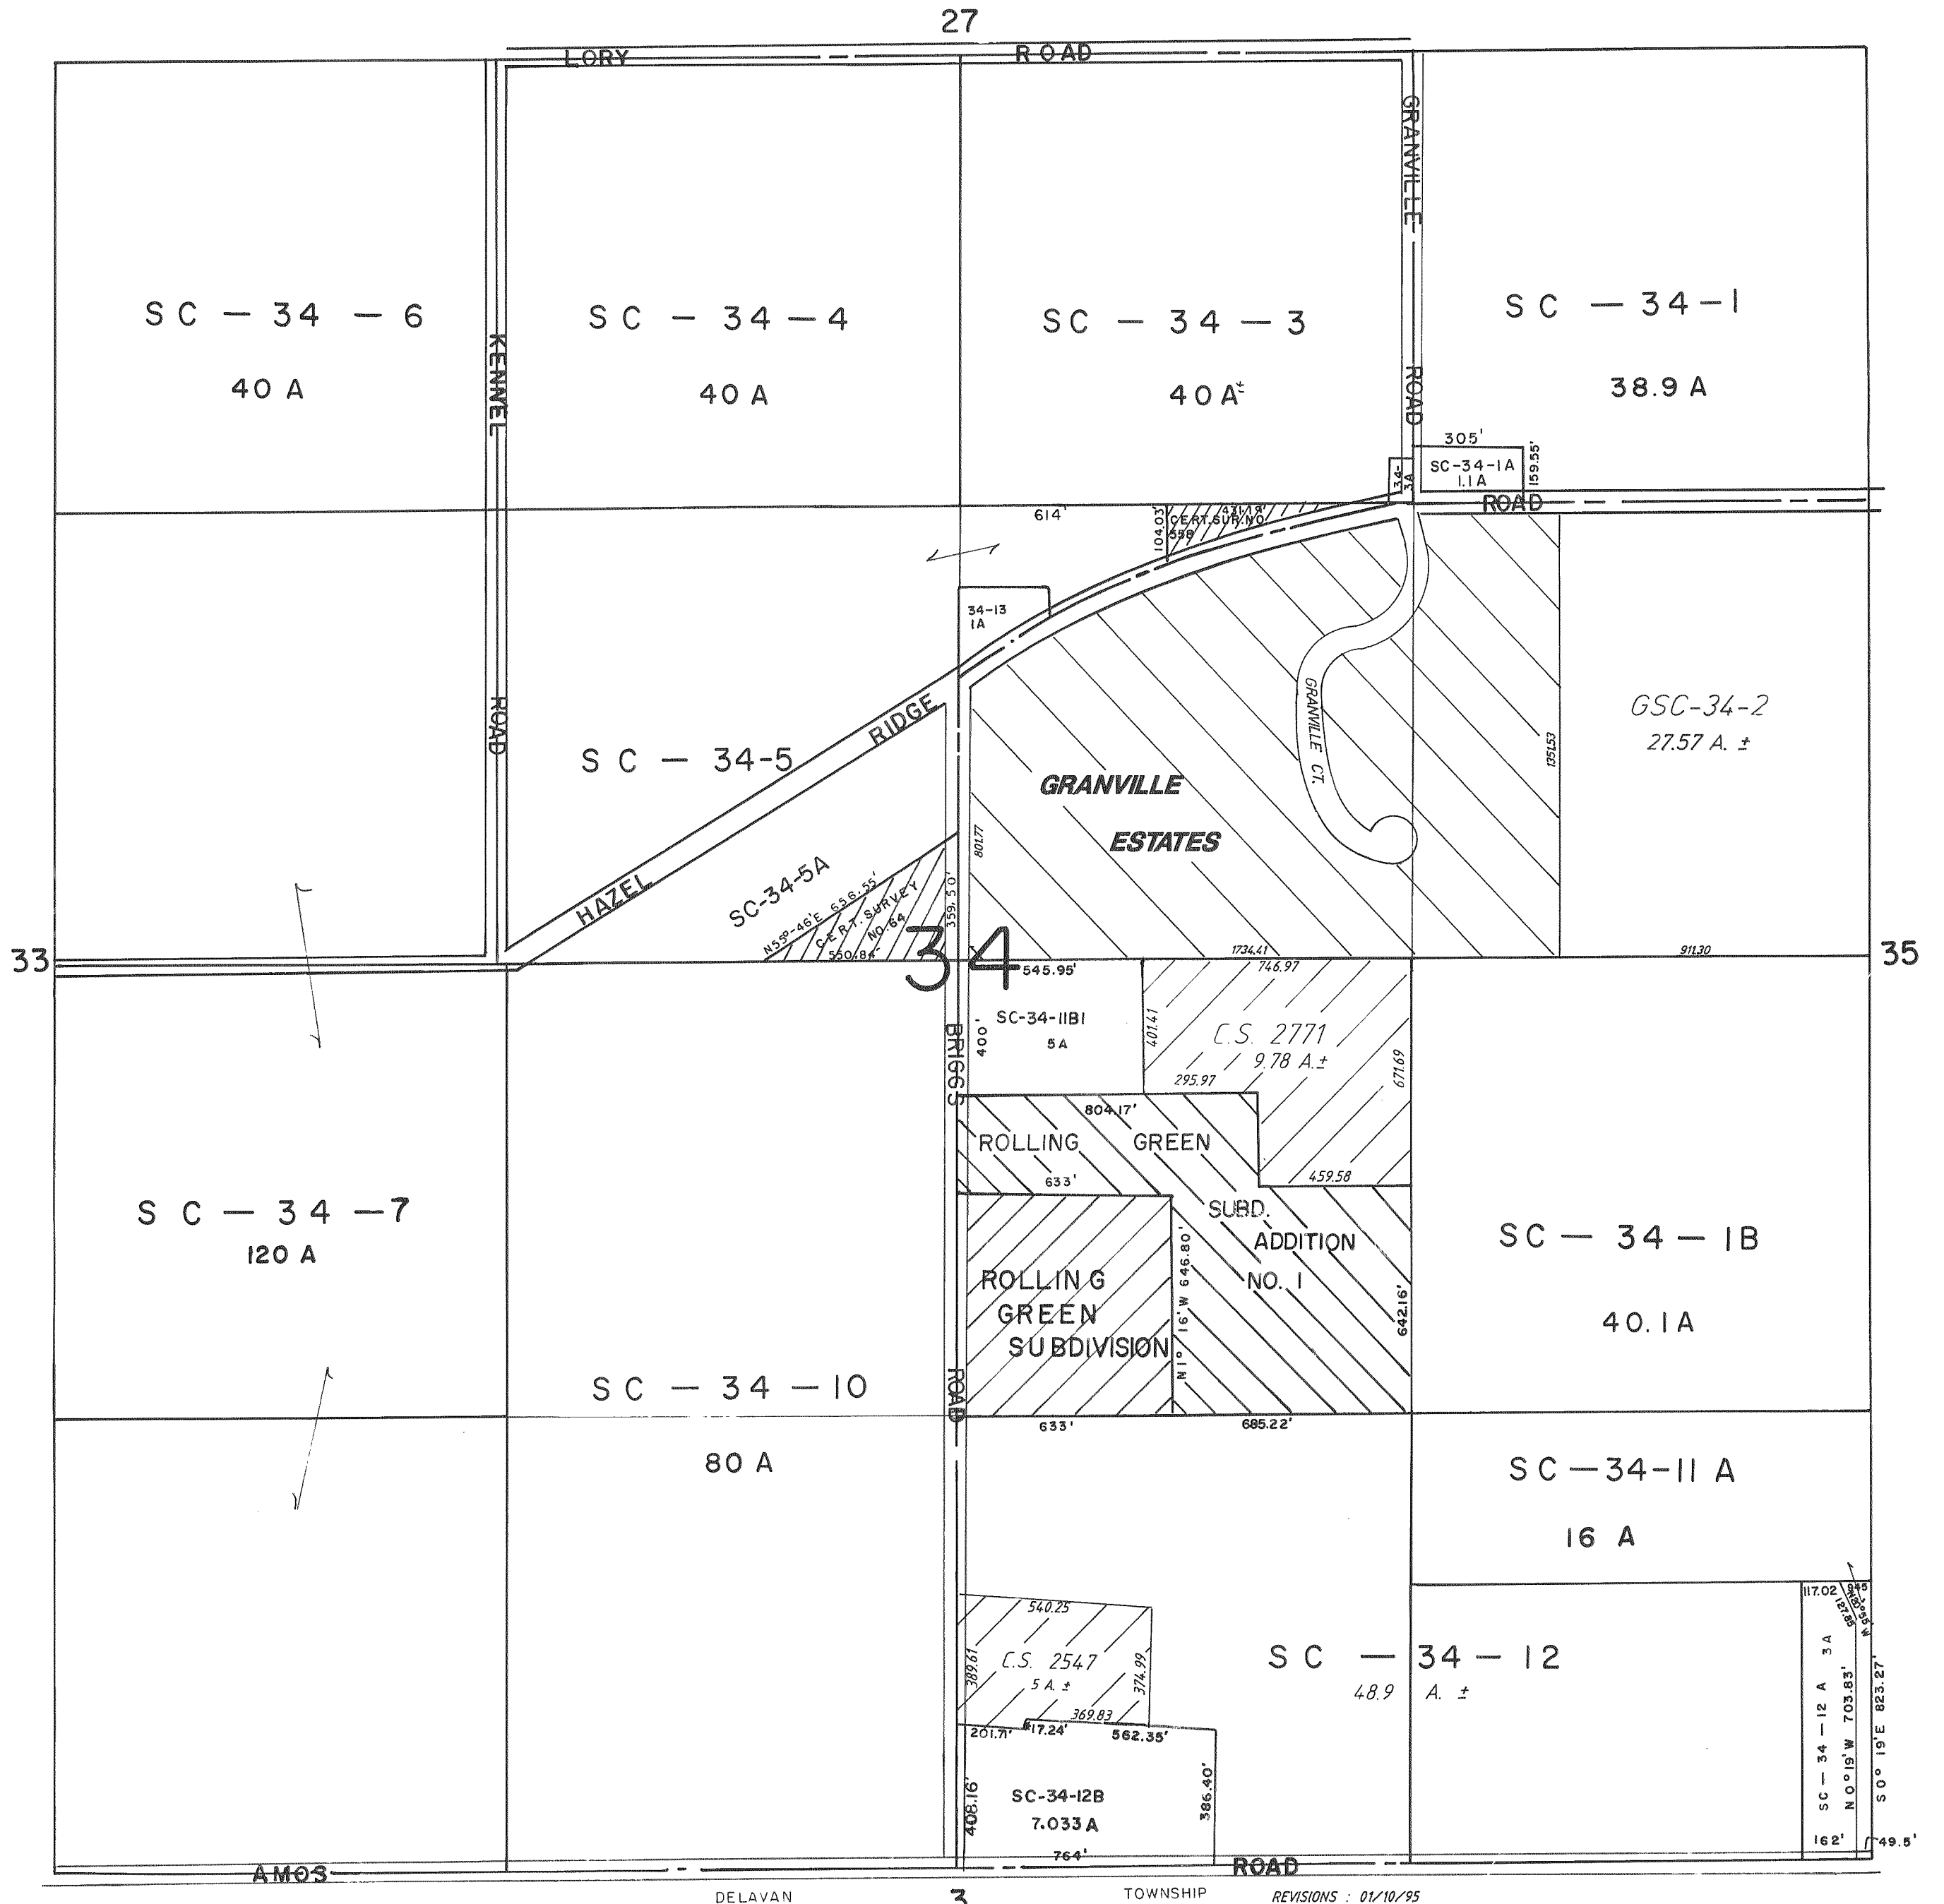 27
LORY ROAD
GRANVILLE ROAD
KENNEL ROAD
SC - 34 - 6
40 A
SC - 34 - 4
40 A
SC - 34 - 3
40 A±
SC - 34 - 1
38.9 A
305'
SC-34-1A
1.1 A
159.55'
34-
3A
ROAD
614'
104.03'
431.19'
CERT. SUR. NO.
558
34-13
1A
HAZEL RIDGE
SC - 34-5
GRANVILLE CT.
GRANVILLE
ESTATES
801.77
1351.53
GSC-34-2
27.57 A. ±
SC-34-5A
N55°-46'E 656.55'
CERT. SURVEY
NO. 64
550.84'
359.50'
33
34
35
1734.41
911.30
545.95'
746.97
SC-34-11B1
5A
400'
401.41
C.S. 2771
9.78 A.±
671.69
295.97
BRIGGS ROAD
804.17'
ROLLING GREEN
SUBD.
ADDITION
NO. 1
459.58
633'
ROLLING
GREEN
SUBDIVISION
N1° 16' W 646.80'
642.16'
633'
685.22'
SC - 34 - 7
120 A
SC - 34 - 10
80 A
SC - 34 - 1B
40.1 A
SC - 34 - 11 A
16 A
117.02
127.85
540.25
389.61
C.S. 2547
5 A. ±
374.99
369.83
201.71'
17.24'
562.35'
SC - 34 - 12
48.9 A. ±
SC - 34 - 12 A 3 A
N 0°19' W 703.83'
S 0° 19' E 823.27'
408.16'
SC-34-12B
7.033 A
386.40'
764'
162'
49.5'
AMOS ROAD
DELAVAN 3 TOWNSHIP
REVISIONS : 01/10/95